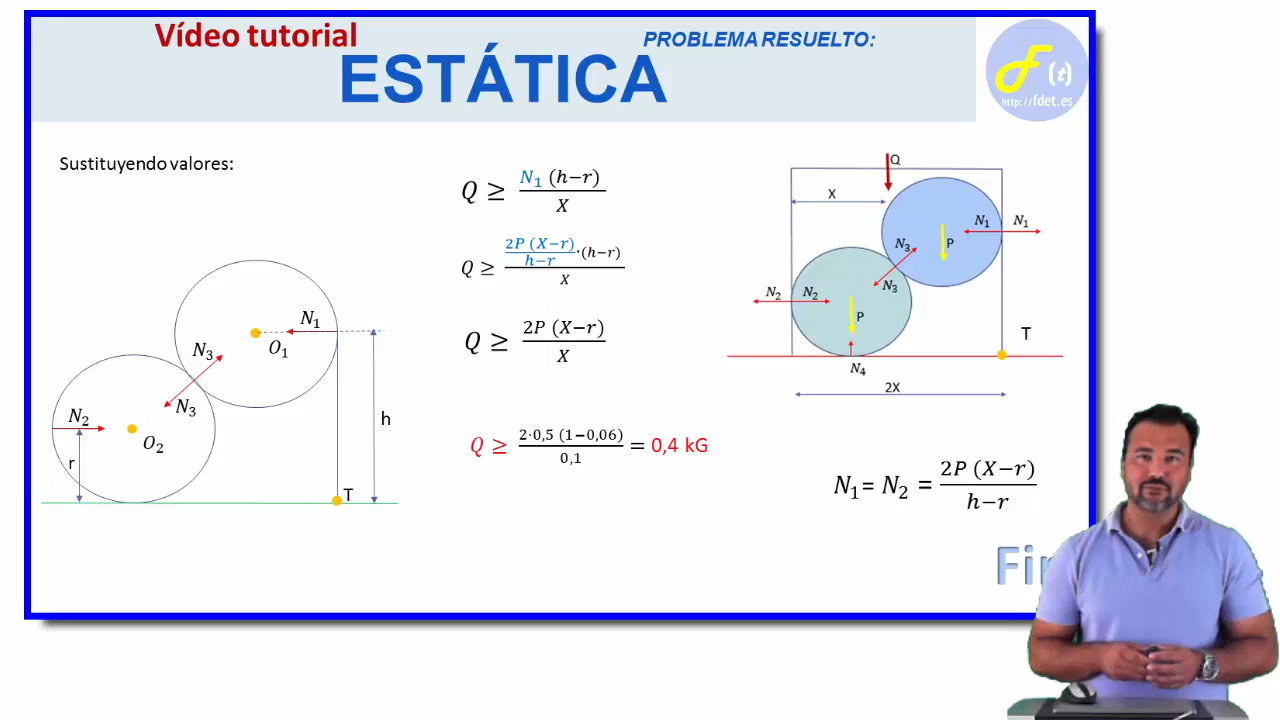 Vídeo tutorial
PROBLEMA RESUELTO:
ESTÁTICA
F(t)
http://fdet.es
Sustituyendo valores:
Q ≥ N₁ (h−r) / X
Q ≥ (2P (X−r) / h−r) ·(h−r) / X
Q ≥ 2P (X−r) / X
Q ≥ 2·0,5 (1−0,06) / 0,1 = 0,4 kG
N₁
O₁
N₃
N₃
N₂
O₂
r
h
T
Q
X
N₁
N₁
P
N₃
N₃
N₂
N₂
P
T
N₄
2X
N₁= N₂ = 2P (X−r) / h−r